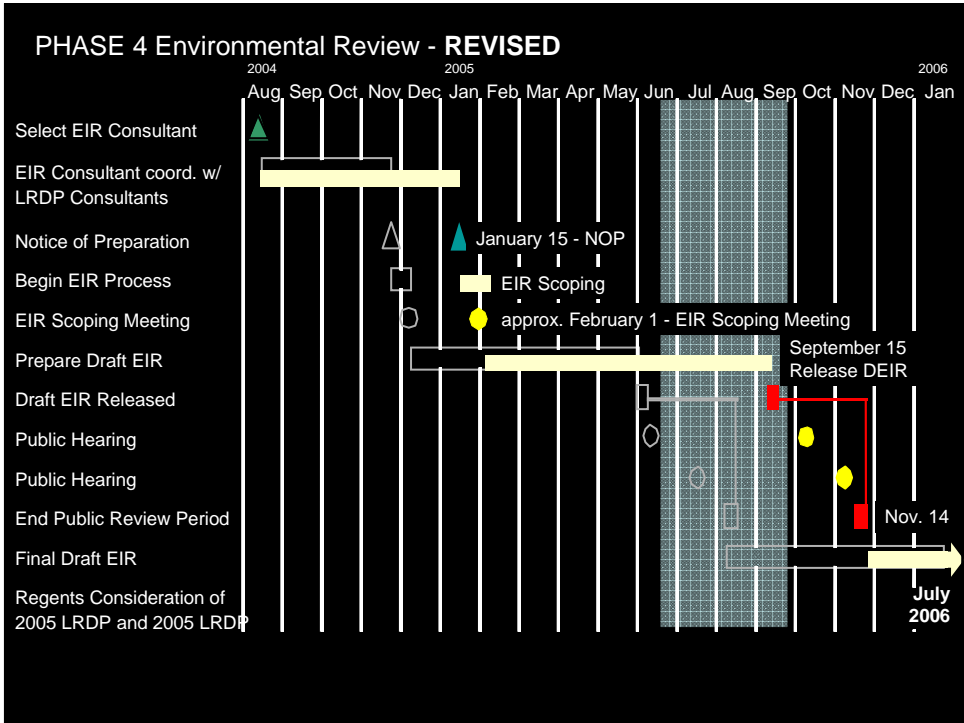 PHASE 4 Environmental Review - REVISED
2004 2005 2006
Aug Sep Oct Nov Dec Jan Feb Mar Apr May Jun Jul Aug Sep Oct Nov Dec Jan
Select EIR Consultant
EIR Consultant coord. w/
LRDP Consultants
Notice of Preparation
January 15 - NOP
Begin EIR Process
EIR Scoping
EIR Scoping Meeting
approx. February 1 - EIR Scoping Meeting
Prepare Draft EIR
September 15
Release DEIR
Draft EIR Released
Public Hearing
Public Hearing
End Public Review Period
Nov. 14
Final Draft EIR
Regents Consideration of
2005 LRDP and 2005 LRDP
July
2006